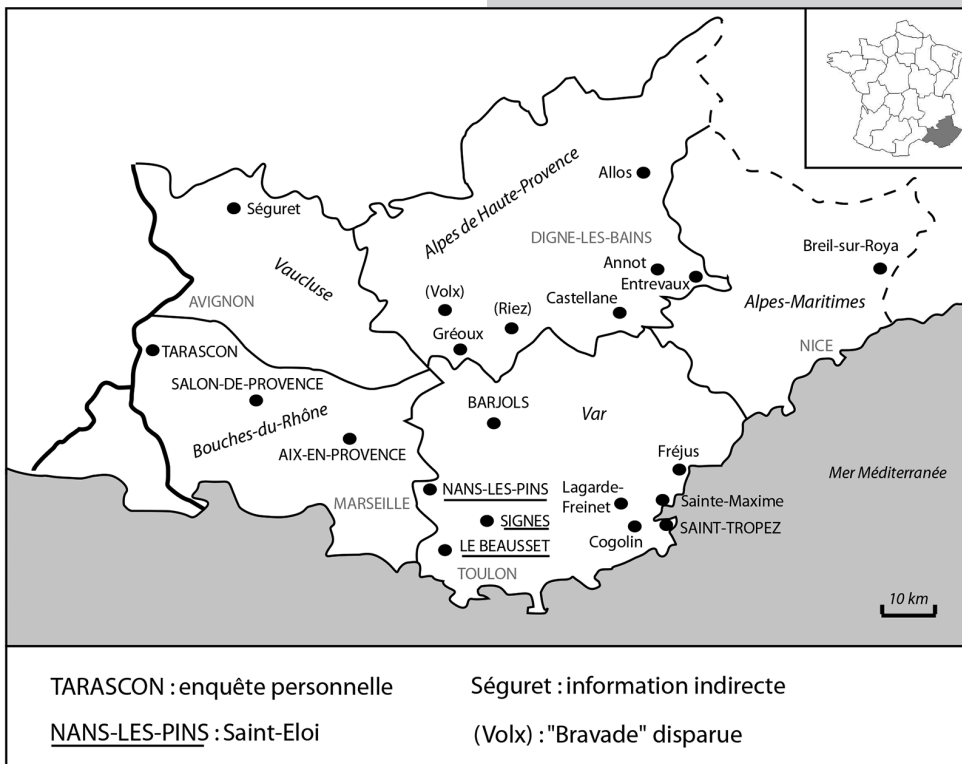 Allos
Alpes de Haute-Provence
Séguret
DIGNE-LES-BAINS
Breil-sur-Roya
Vaucluse
Annot
Entrevaux
AVIGNON
(Volx)
(Riez)
Castellane
Alpes-Maritimes
Gréoux
NICE
TARASCON
SALON-DE-PROVENCE
BARJOLS
Var
Bouches-du-Rhône
AIX-EN-PROVENCE
Fréjus
Mer Méditerranée
MARSEILLE
NANS-LES-PINS
Lagarde-
Freinet
Sainte-Maxime
SIGNES
SAINT-TROPEZ
Cogolin
LE BEAUSSET
TOULON
10 km
TARASCON : enquête personnelle
Séguret : information indirecte
NANS-LES-PINS : Saint-Eloi
(Volx) : "Bravade" disparue